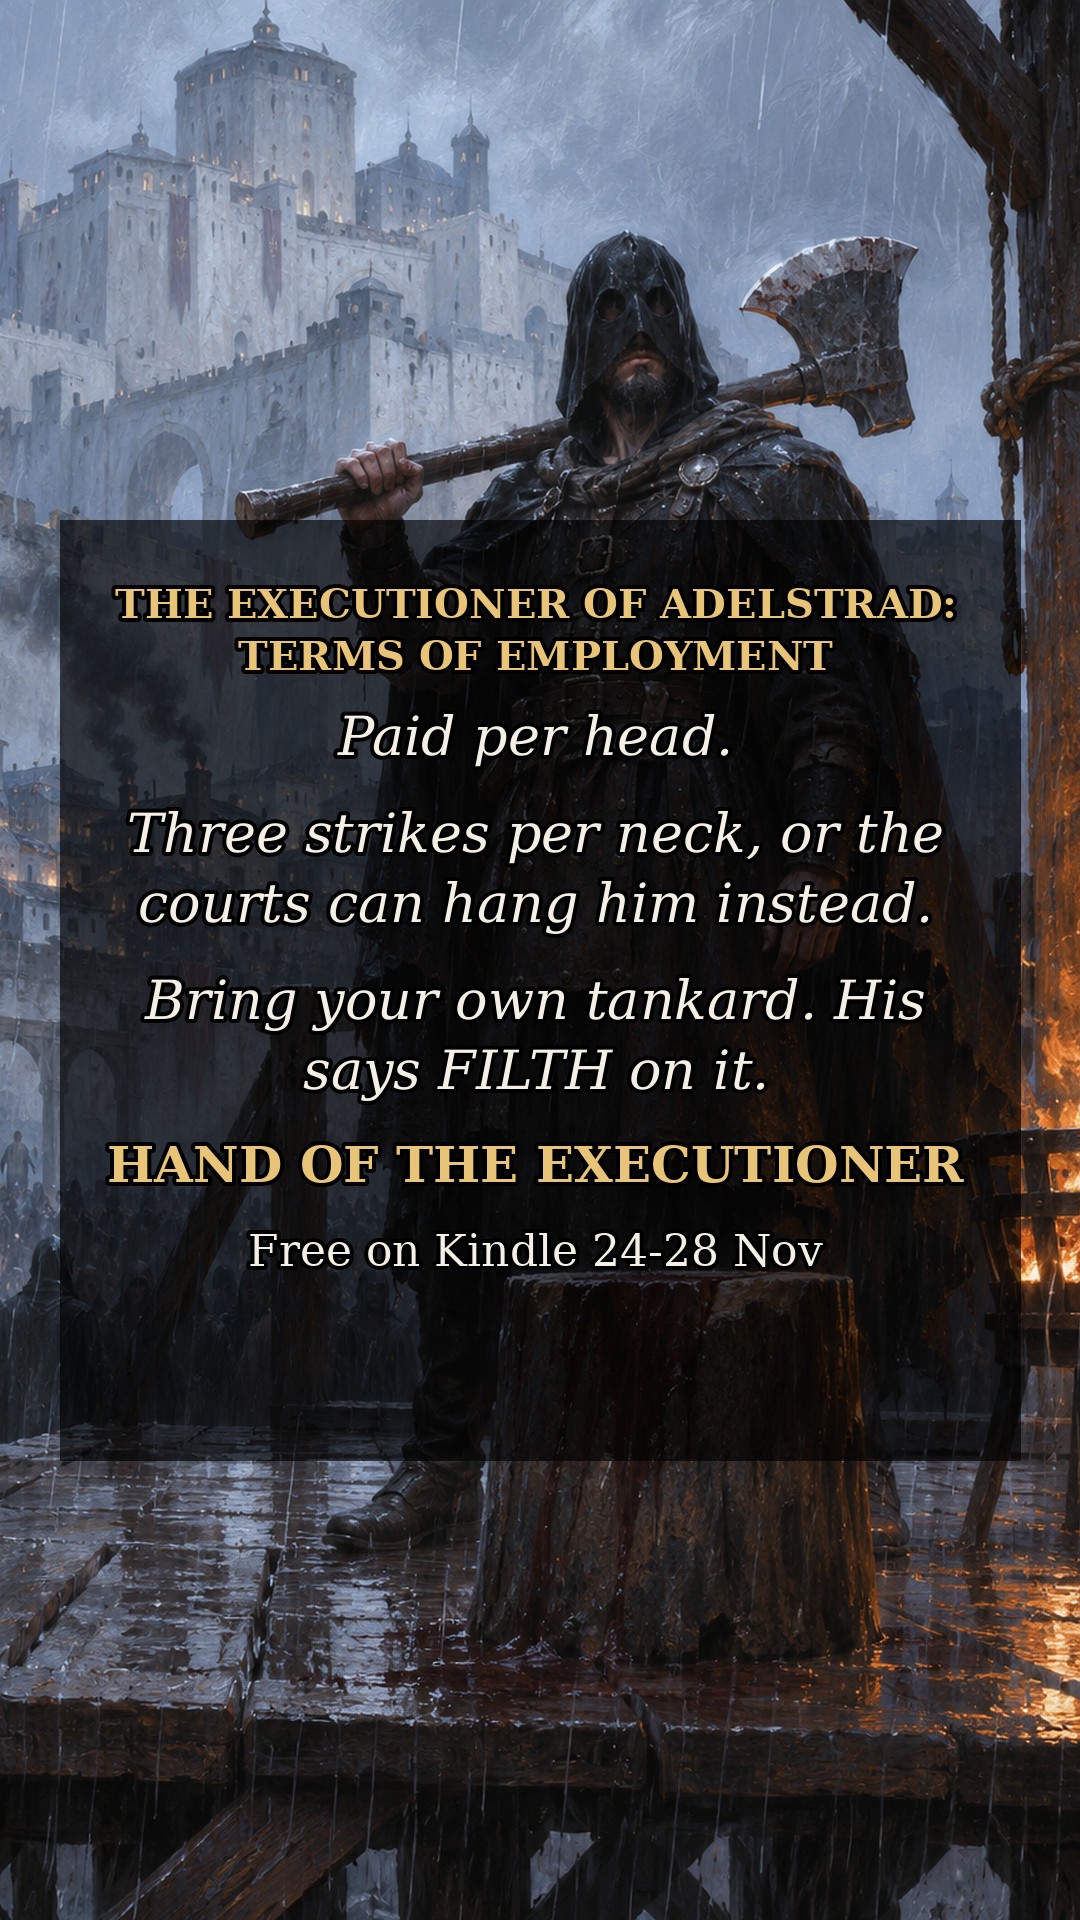 THE EXECUTIONER OF ADELSTRAD:
TERMS OF EMPLOYMENT
Paid per head.
Three strikes per neck, or the
courts can hang him instead.
Bring your own tankard. His
says FILTH on it.
HAND OF THE EXECUTIONER
Free on Kindle 24-28 Nov